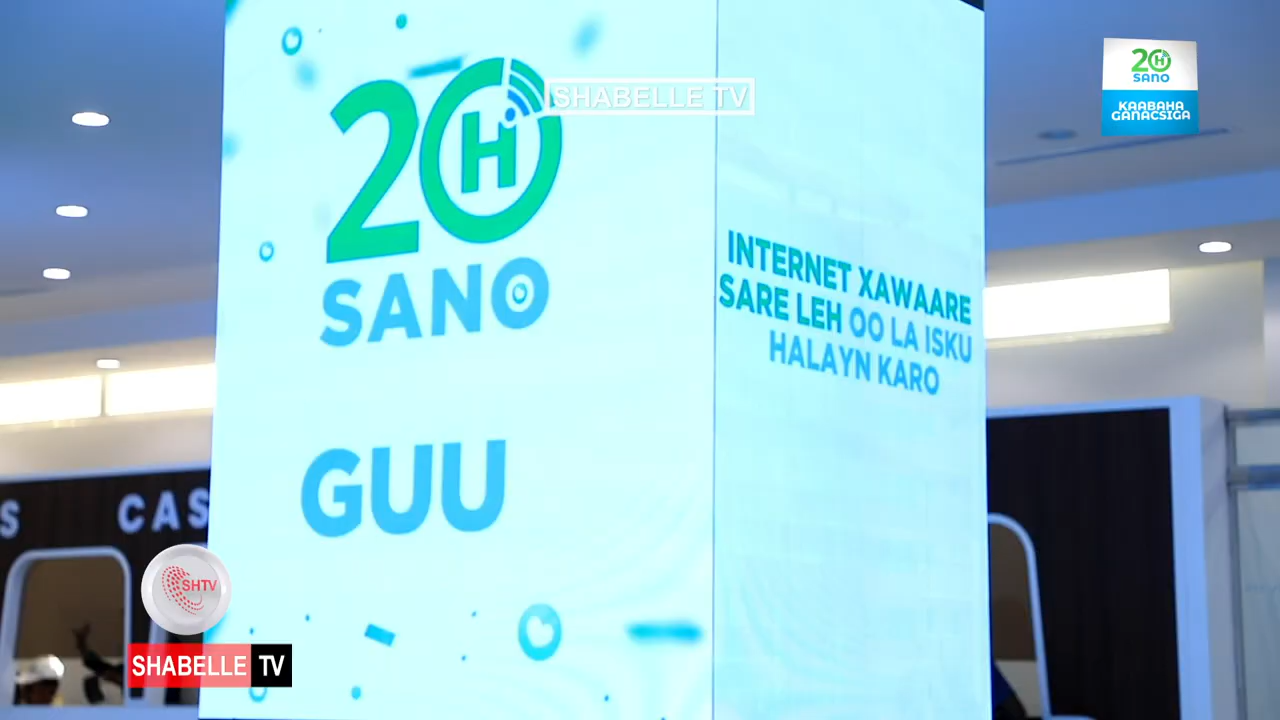 20
H
SANO
GUU
INTERNET XAWAARE
SARE LEH OO LA ISKU
HALAYN KARO
SHABELLE TV
20
H
SANO
KAABAHA
GANACSIGA
S
CAS
SHTV
SHABELLE TV